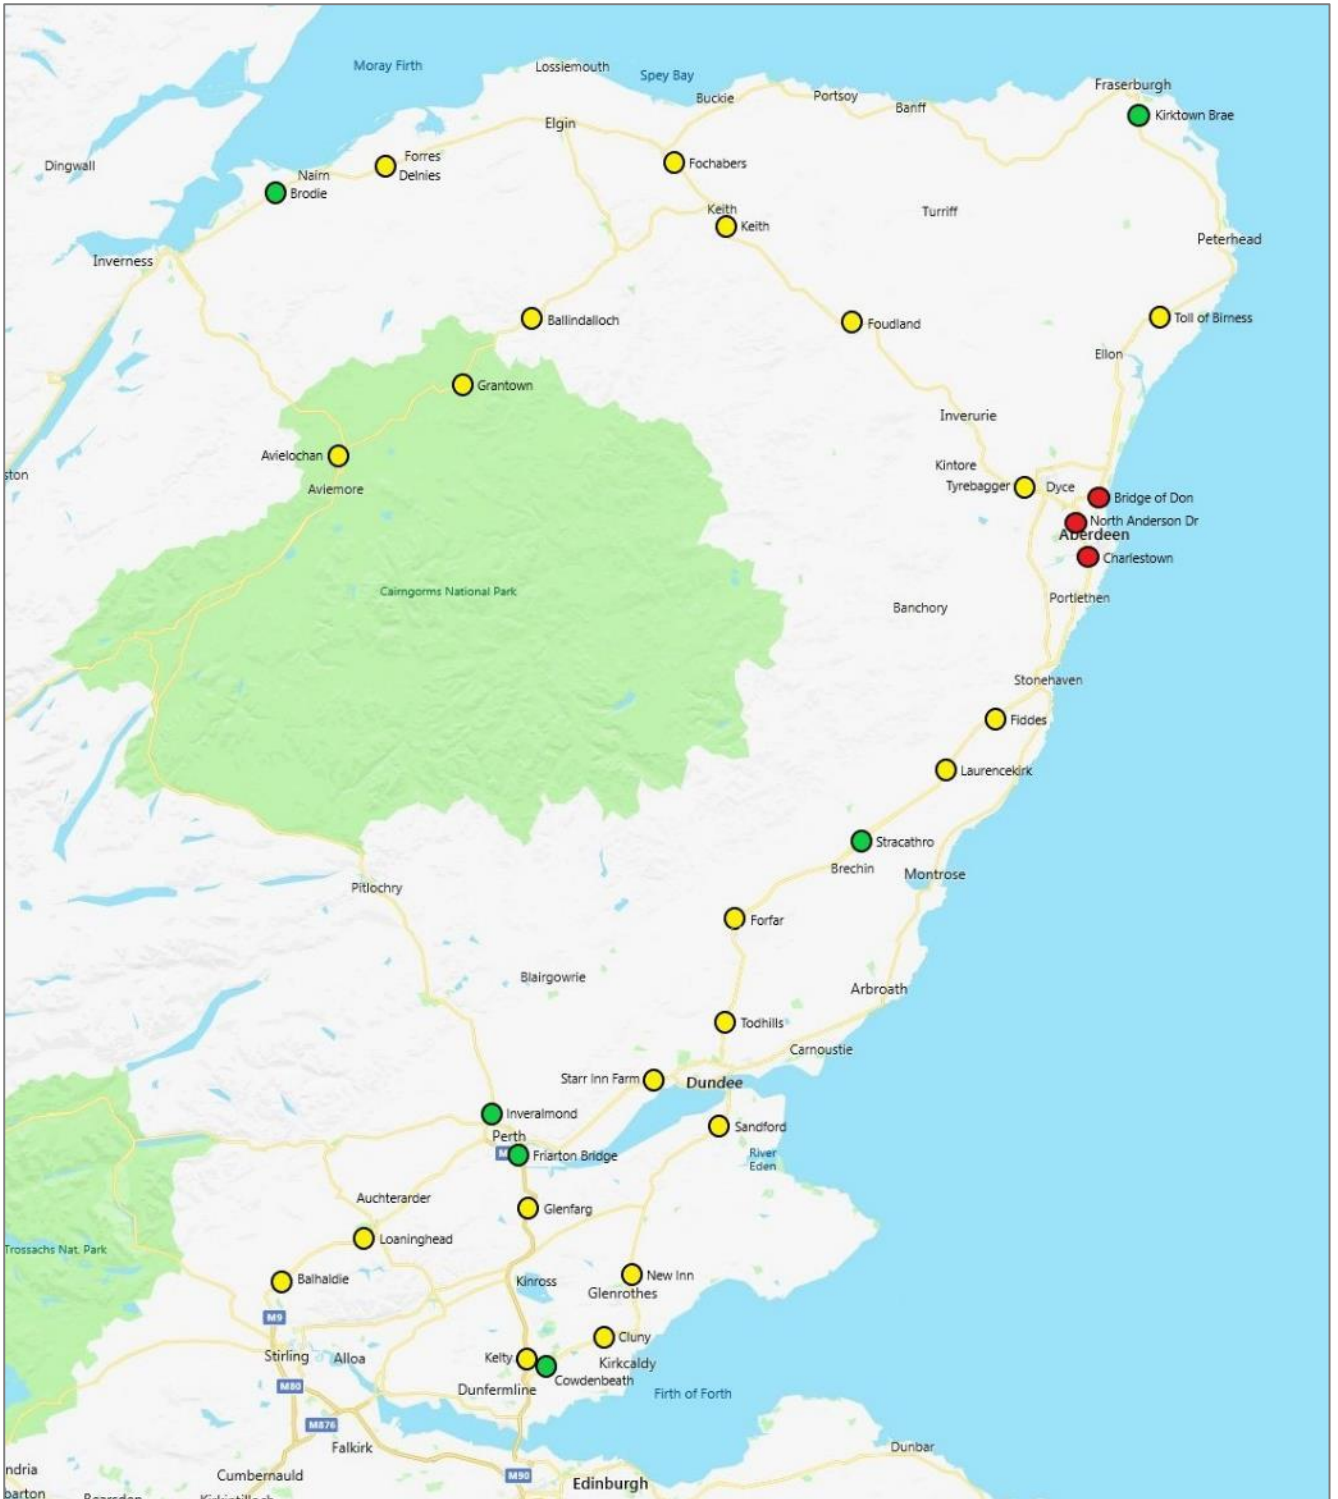 Moray Firth
Lossiemouth
Spey Bay
Buckie
Portsoy
Banff
Fraserburgh
Kirktown Brae
Elgin
Dingwall
Forres
Nairn
Delnies
Brodie
Fochabers
Keith
Keith
Turriff
Peterhead
Inverness
Ballindalloch
Foudland
Toll of Birness
Ellon
Grantown
Inverurie
Avielochan
Kintore
ston
Aviemore
Tyrebagger
Dyce
Bridge of Don
North Anderson Dr
Aberdeen
Charlestown
Cairngorms National Park
Portlethen
Banchory
Stonehaven
Fiddes
Laurencekirk
Stracathro
Brechin
Montrose
Pitlochry
Forfar
Blairgowrie
Arbroath
Todhills
Carnoustie
Starr Inn Farm
Dundee
Inveralmond
Sandford
Perth
M
Friarton Bridge
River
Eden
Auchterarder
Glenfarg
Loaninghead
Trossachs Nat. Park
Balhaldie
Kinross
New Inn
Glenrothes
M9
Cluny
Stirling
Alloa
Kelty
Kirkcaldy
Cowdenbeath
M80
Dunfermline
Firth of Forth
M876
Falkirk
Dunbar
ndria
Cumbernauld
M90
Edinburgh
barton
Bearsden
Kirkintilloch